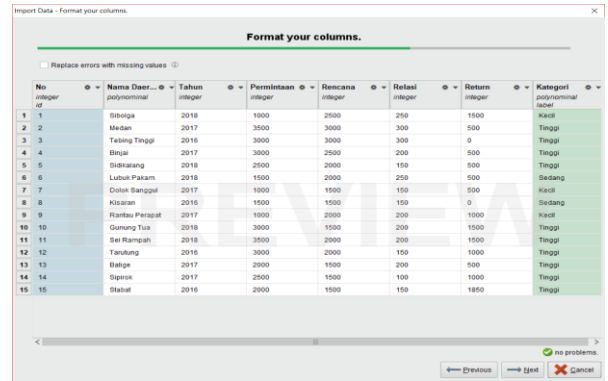 Import Data - Format your columns.
Format your columns.
Replace errors with missing values
No Nama Daer... Tahun Permintaan Rencana Relasi Return Kategori
integer polynominal integer integer integer integer integer polynominal
id label
1 1 Sibolga 2018 1000 2500 250 1500 Kecil
2 2 Medan 2017 3500 3000 300 500 Tinggi
3 3 Tebing Tinggi 2016 3000 3000 300 0 Tinggi
4 4 Binjai 2017 3000 2500 200 500 Tinggi
5 5 Sidikalang 2018 2500 2000 150 500 Tinggi
6 6 Lubuk Pakam 2018 1500 2000 250 500 Sedang
7 7 Dolok Sanggul 2017 1000 1500 150 500 Kecil
8 8 Kisaran 2016 1500 1500 150 0 Sedang
9 9 Rantau Perapat 2017 1000 2000 200 1000 Kecil
10 10 Gunung Tua 2018 3000 1500 200 1500 Tinggi
11 11 Sei Rampah 2018 3500 2000 200 1500 Tinggi
12 12 Tarutung 2016 3000 2000 150 1000 Tinggi
13 13 Balige 2017 2000 1500 200 500 Tinggi
14 14 Sipirok 2017 2500 1500 100 1000 Tinggi
15 15 Stabat 2016 2000 1500 150 1850 Tinggi
PREVIEW
no problems.
Previous Next Cancel